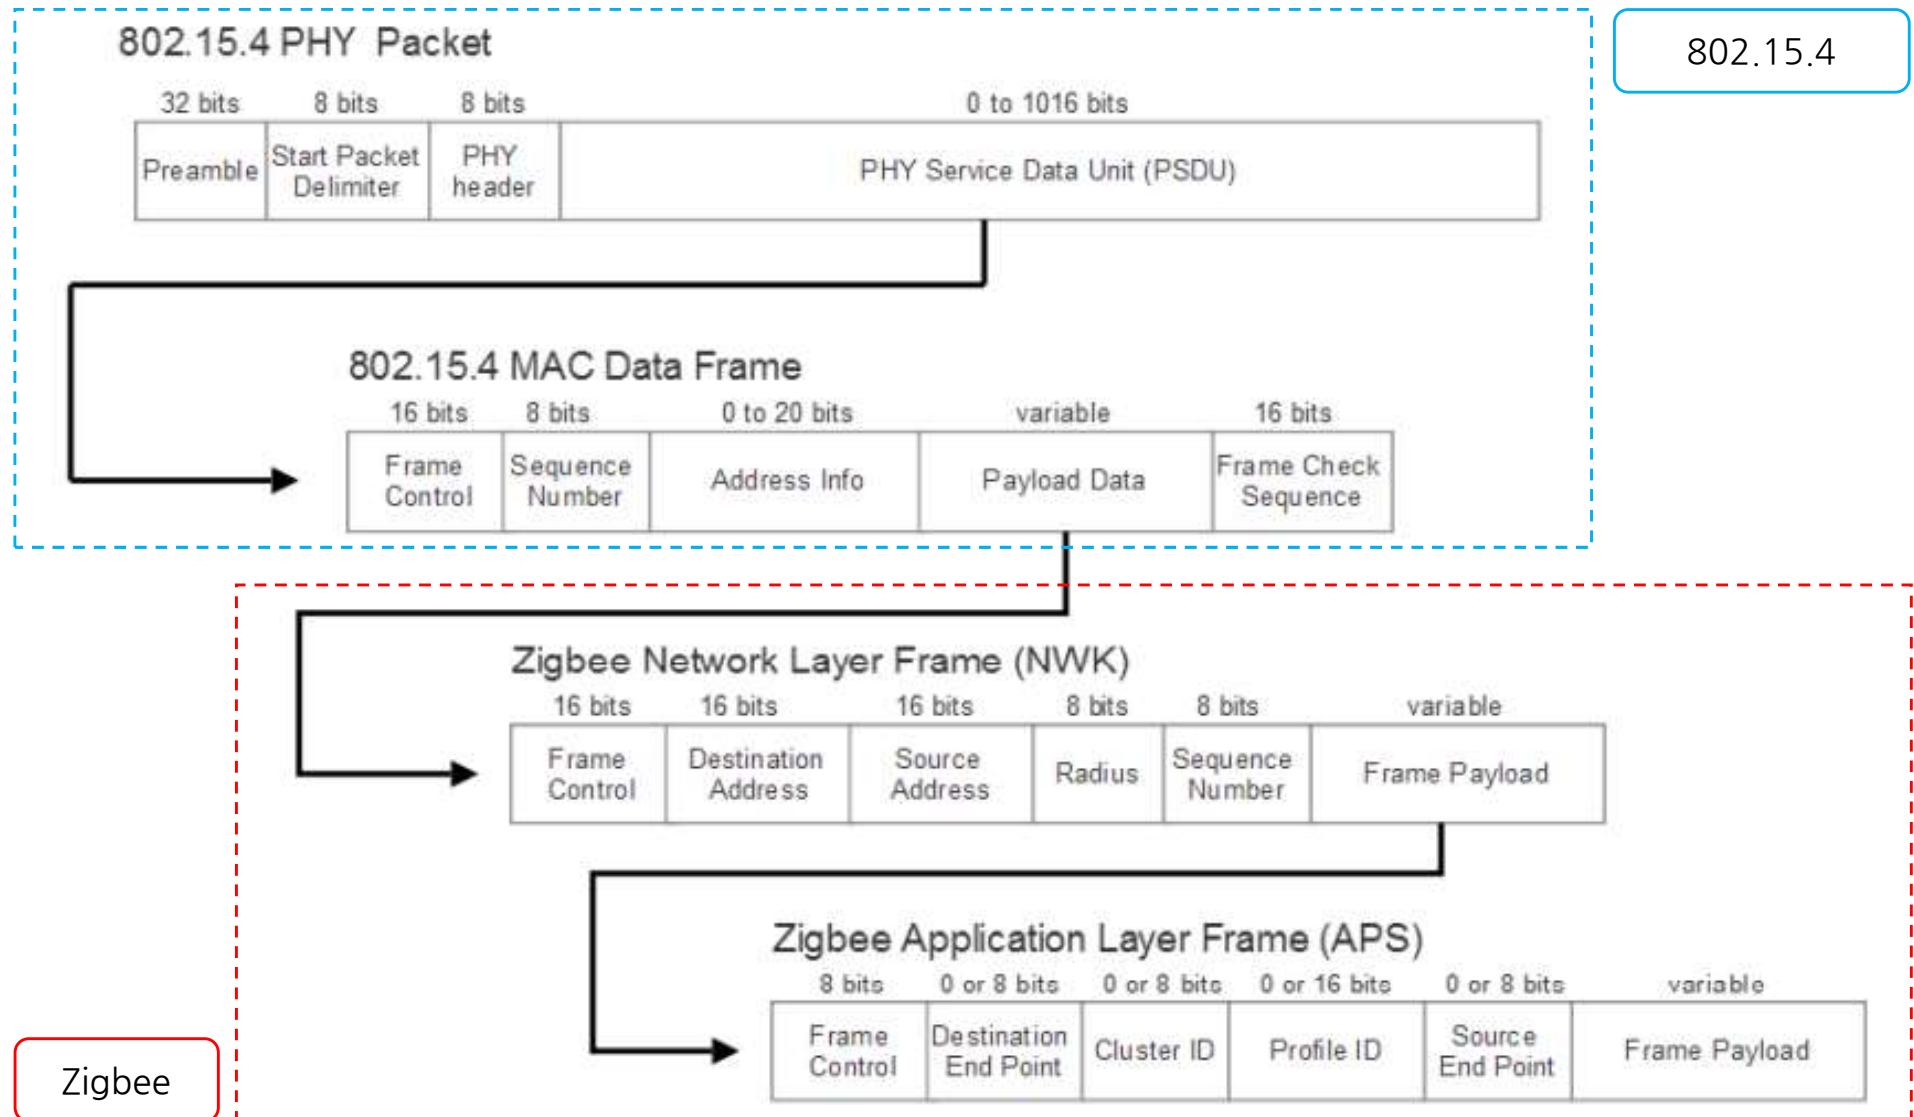 802.15.4 PHY Packet
802.15.4
32 bits 8 bits 8 bits 0 to 1016 bits
Preamble
Start Packet
Delimiter
PHY
header
PHY Service Data Unit (PSDU)
802.15.4 MAC Data Frame
16 bits 8 bits 0 to 20 bits variable 16 bits
Frame
Control
Sequence
Number
Address Info
Payload Data
Frame Check
Sequence
Zigbee Network Layer Frame (NWK)
16 bits 16 bits 16 bits 8 bits 8 bits variable
Frame
Control
Destination
Address
Source
Address
Radius
Sequence
Number
Frame Payload
Zigbee Application Layer Frame (APS)
8 bits 0 or 8 bits 0 or 8 bits 0 or 16 bits 0 or 8 bits variable
Frame
Control
Destination
End Point
Cluster ID
Profile ID
Source
End Point
Frame Payload
Zigbee